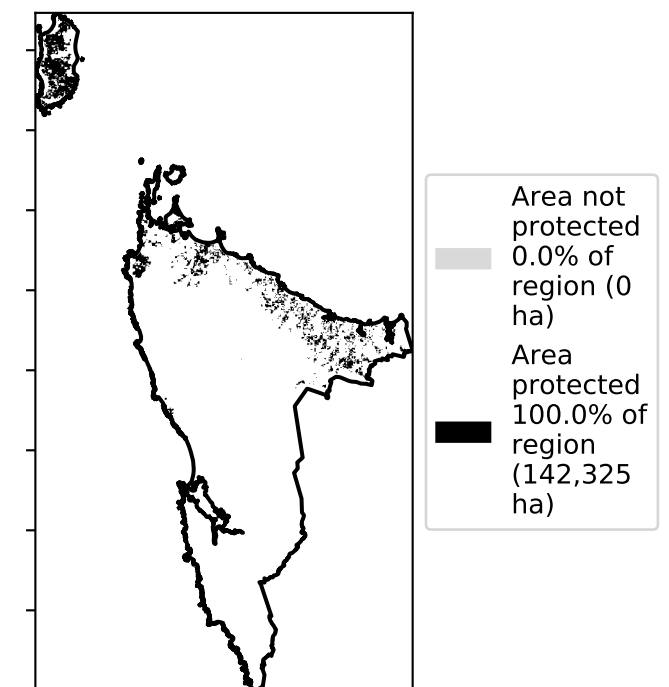 Area not
protected
0.0% of
region (0
ha)
Area
protected
100.0% of
region
(142,325
ha)